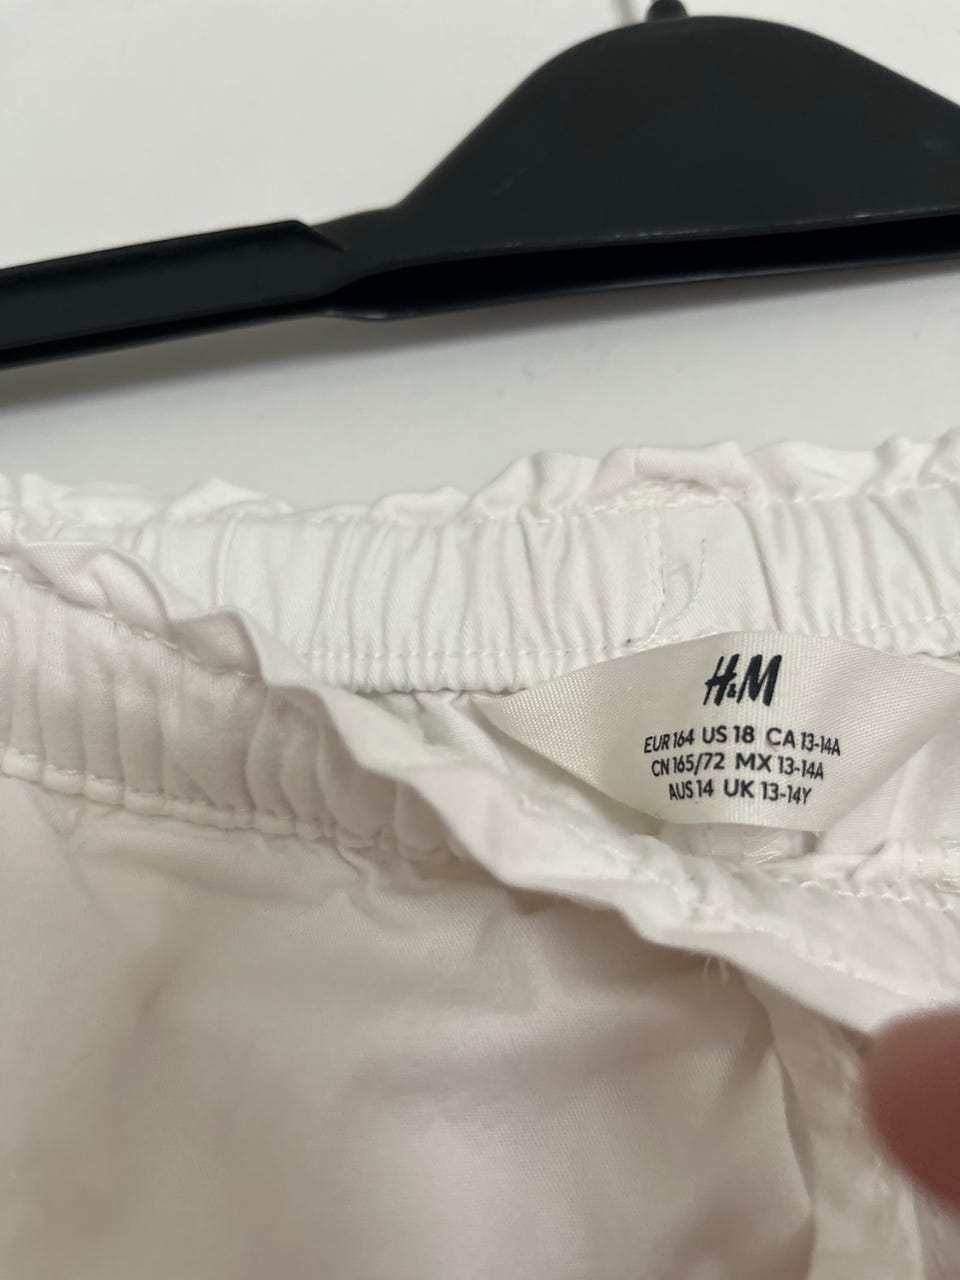 H&M
EUR 164 US 18 CA 13-14A
CN 165/72 MX 13-14A
AUS 14 UK 13-14Y